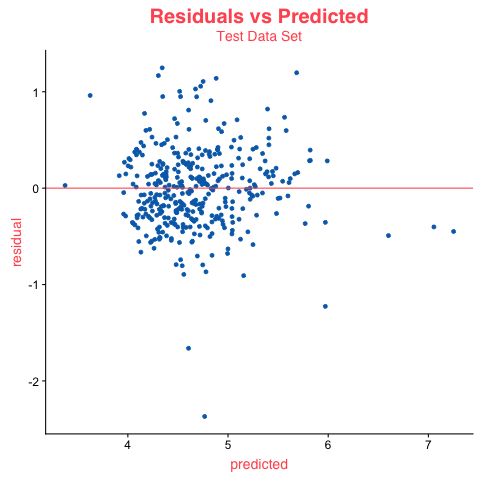 Residuals vs Predicted
Test Data Set
1
0
-1
-2
residual
4 5 6 7
predicted